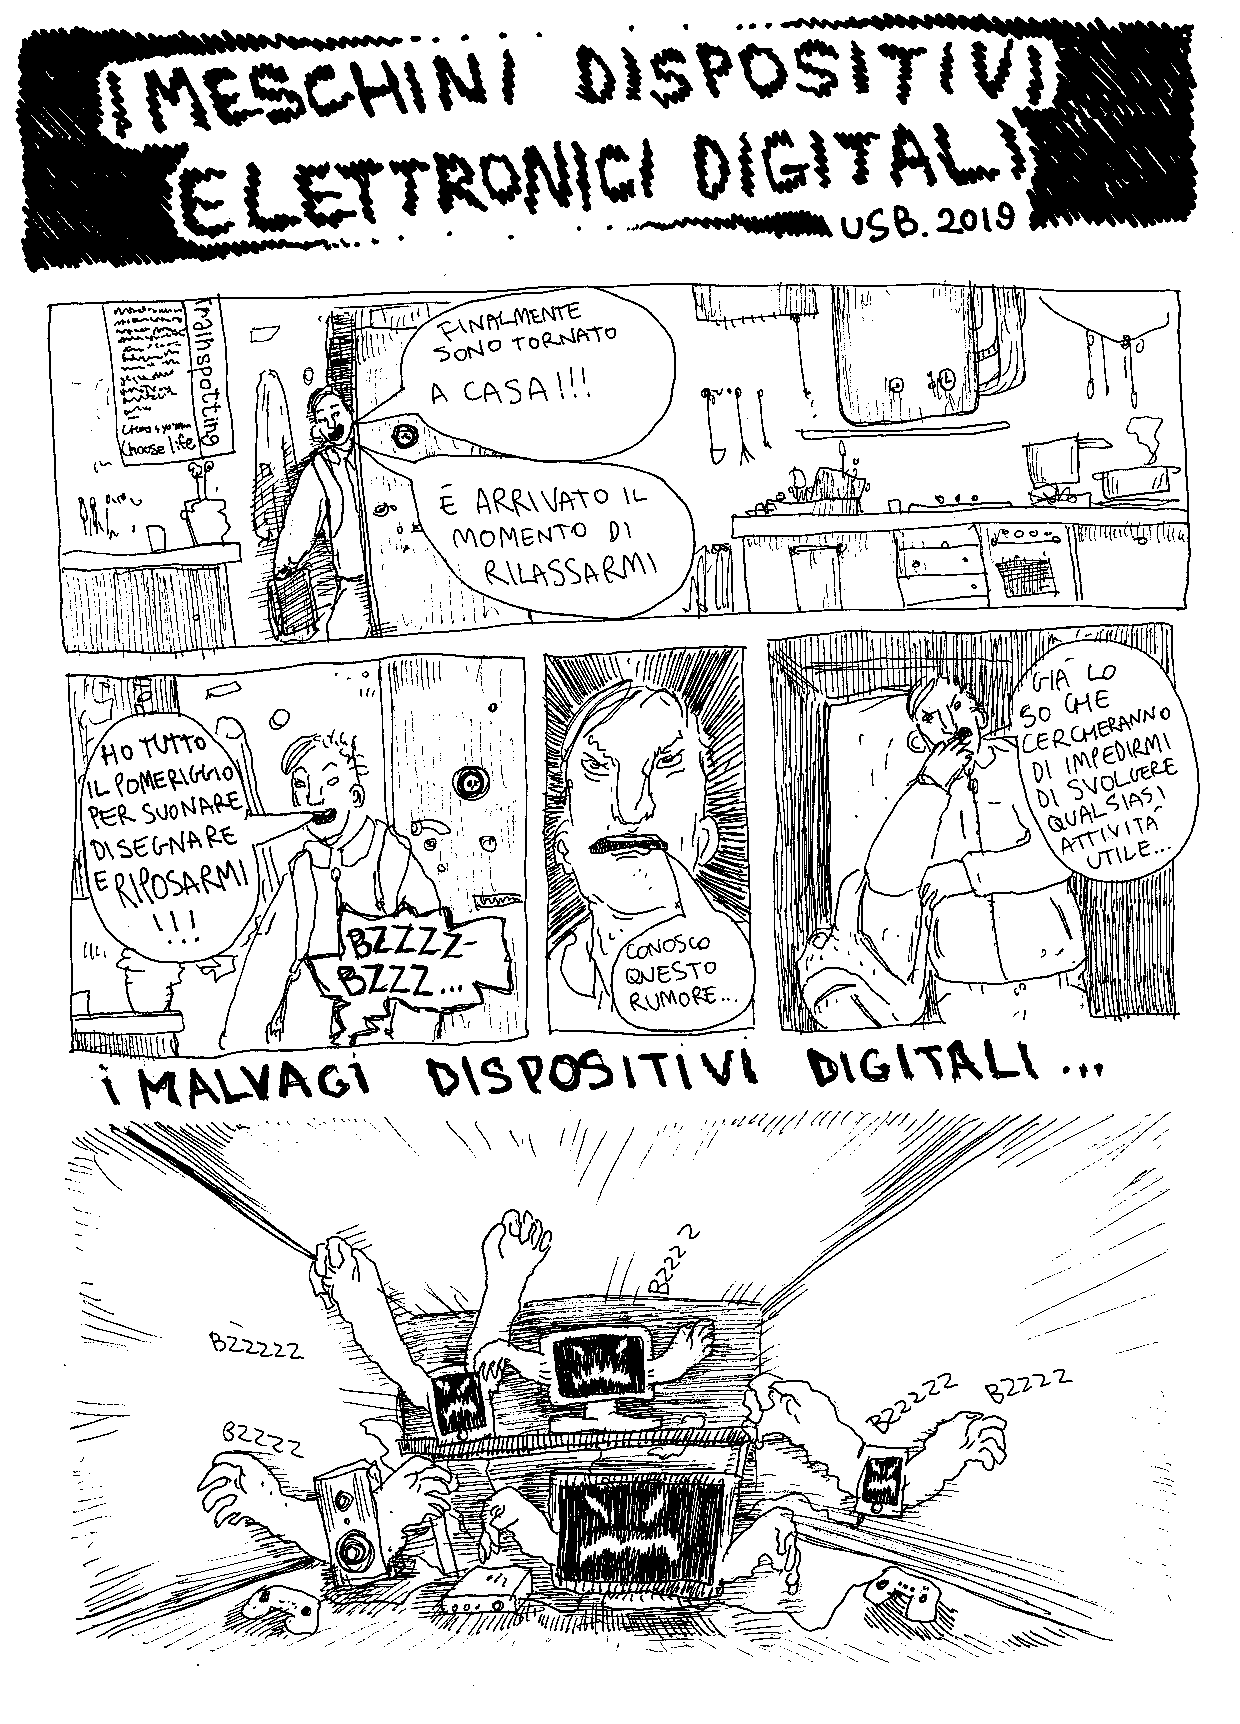 I MESCHINI DISPOSITIVI
ELETTRONICI DIGITALI
USB. 2019
trainspotting
Choose life
FINALMENTE
SONO TORNATO
A CASA!!!
È ARRIVATO IL
MOMENTO DI
RILASSARMI
HO TUTTO
IL POMERIGGIO
PER SUONARE,
DISEGNARE
E RIPOSARMI
!!!
BZZZZ-
BZZZ...
CONOSCO
QUESTO
RUMORE...
GIÀ LO
SO CHE
CERCHERANNO
DI IMPEDIRMI
DI SVOLGERE
QUALSIASI
ATTIVITÀ
UTILE...
i MALVAGi DISPOSITIVI DIGITALI...
BZZZZ
BZZZZZ
BZZZZ
BZZZZZ
BZZZZ